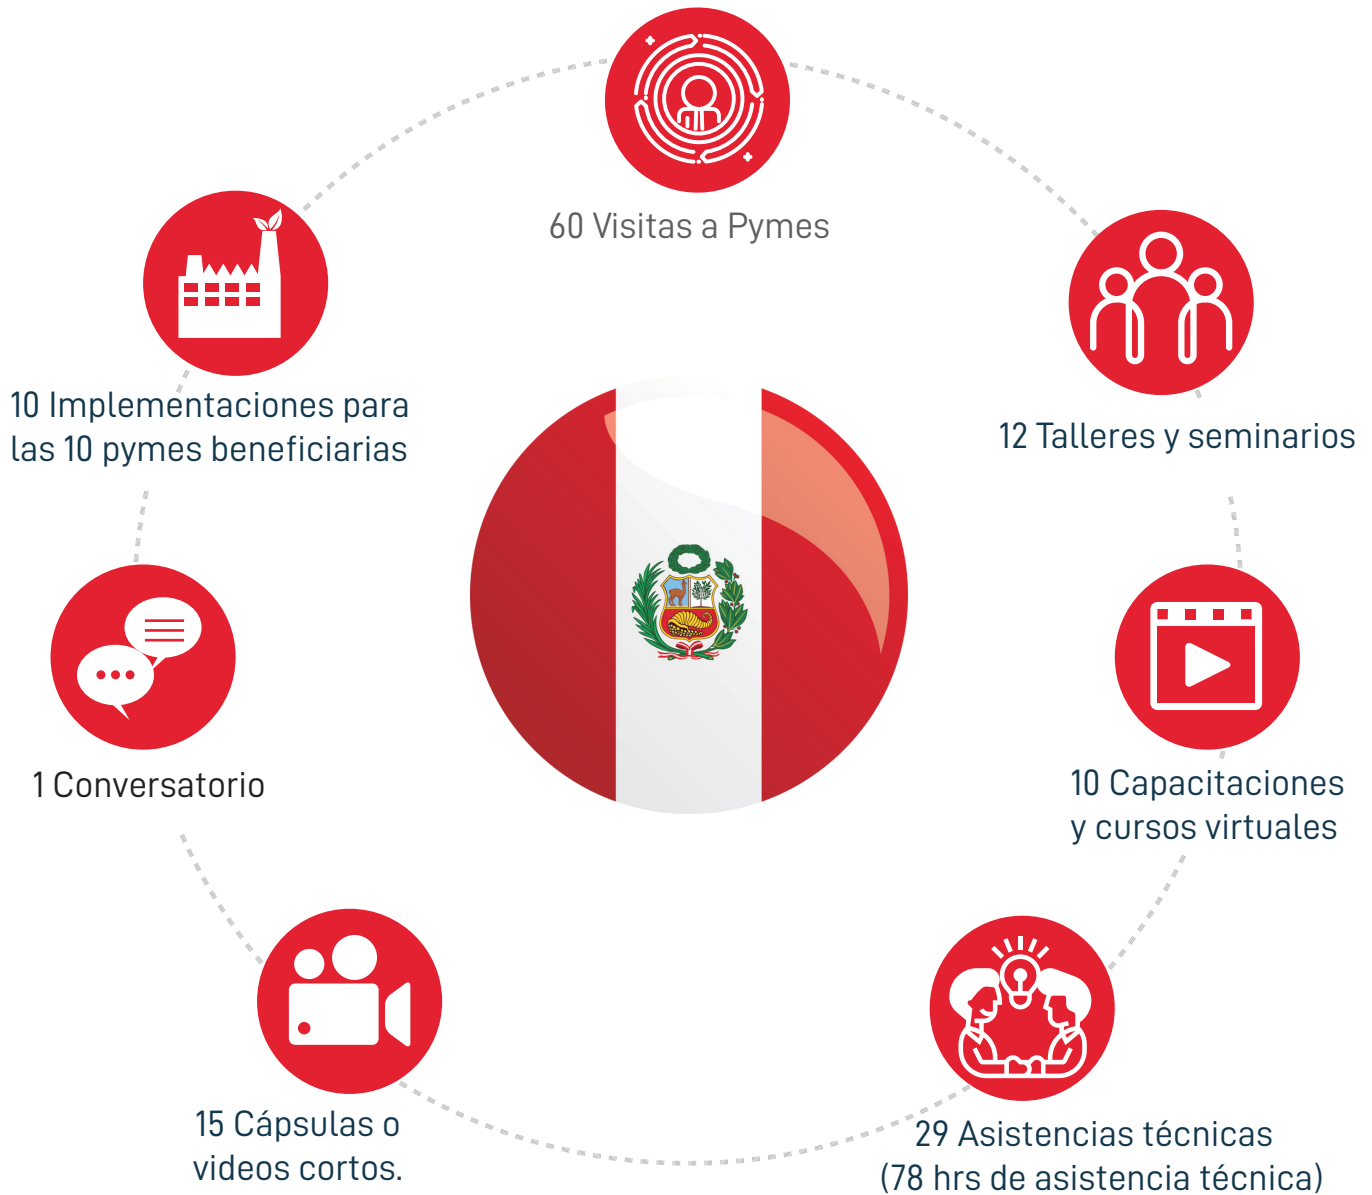 60 Visitas a Pymes
10 Implementaciones para
las 10 pymes beneficiarias
12 Talleres y seminarios
1 Conversatorio
10 Capacitaciones
y cursos virtuales
15 Cápsulas o
videos cortos.
29 Asistencias técnicas
(78 hrs de asistencia técnica)